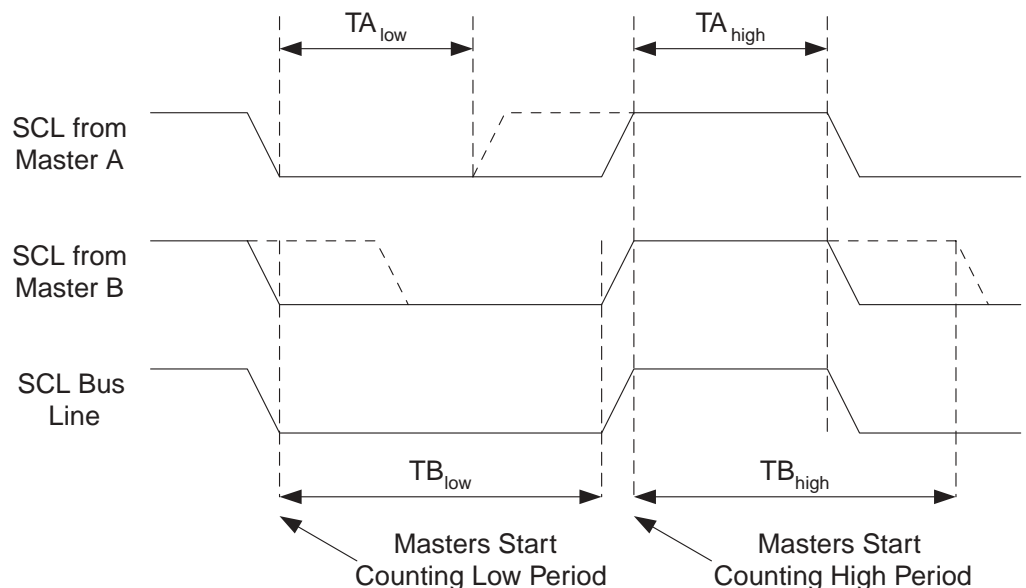 TA low
TA high
SCL from
Master A
SCL from
Master B
SCL Bus
Line
TB low
TB high
Masters Start
Counting Low Period
Masters Start
Counting High Period